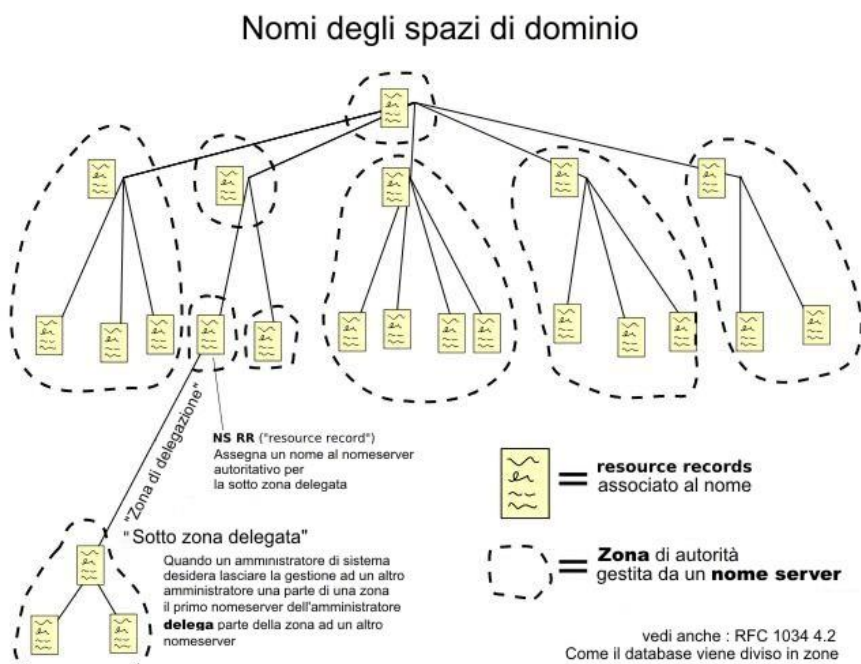 Nomi degli spazi di dominio
"Zona di delegazione"
NS RR ("resource record")
Assegna un nome al nomeserver
autoritativo per
la sotto zona delegata
"Sotto zona delegata"
Quando un amministratore di sistema
desidera lasciare la gestione ad un altro
amministratore una parte di una zona
il primo nomeserver dell'amministratore
delega parte della zona ad un altro
nomeserver
resource records
associato al nome
Zona di autorità
gestita da un nome server
vedi anche : RFC 1034 4.2
Come il database viene diviso in zone